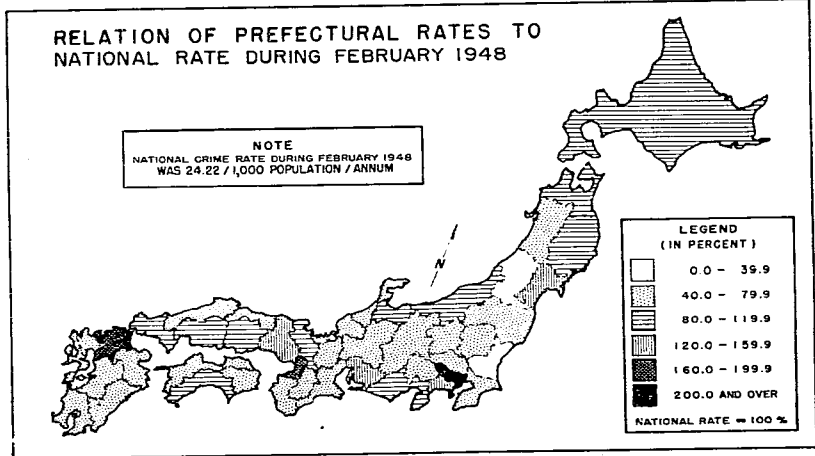 RELATION OF PREFECTURAL RATES TO
NATIONAL RATE DURING FEBRUARY 1948
NOTE
NATIONAL CRIME RATE DURING FEBRUARY 1948
WAS 24.22 / 1,000 POPULATION / ANNUM
N
LEGEND
(IN PERCENT)
0.0 - 39.9
40.0 - 79.9
80.0 - 119.9
120.0 - 159.9
160.0 - 199.9
200.0 AND OVER
NATIONAL RATE = 100 %